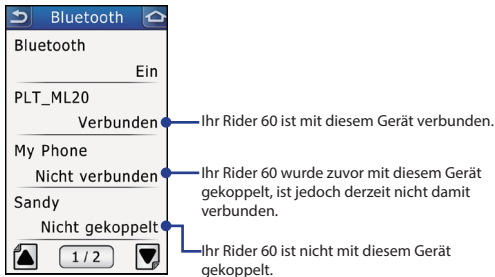 Bluetooth
Bluetooth
Ein
PLT_ML20
Verbunden
My Phone
Nicht verbunden
Sandy
Nicht gekoppelt
1 / 2
Ihr Rider 60 ist mit diesem Gerät verbunden.
Ihr Rider 60 wurde zuvor mit diesem Gerät
gekoppelt, ist jedoch derzeit nicht damit
verbunden.
Ihr Rider 60 ist nicht mit diesem Gerät
gekoppelt.